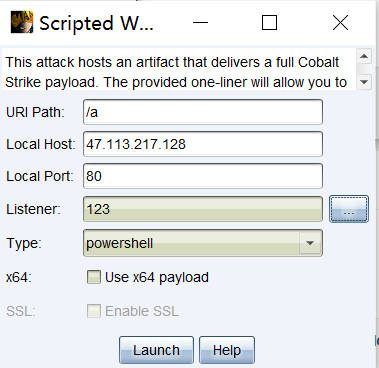 Scripted W...
This attack hosts an artifact that delivers a full Cobalt
Strike payload. The provided one-liner will allow you to
URI Path: /a
Local Host: 47.113.217.128
Local Port: 80
Listener: 123 ...
Type: powershell
x64: Use x64 payload
SSL: Enable SSL
Launch Help